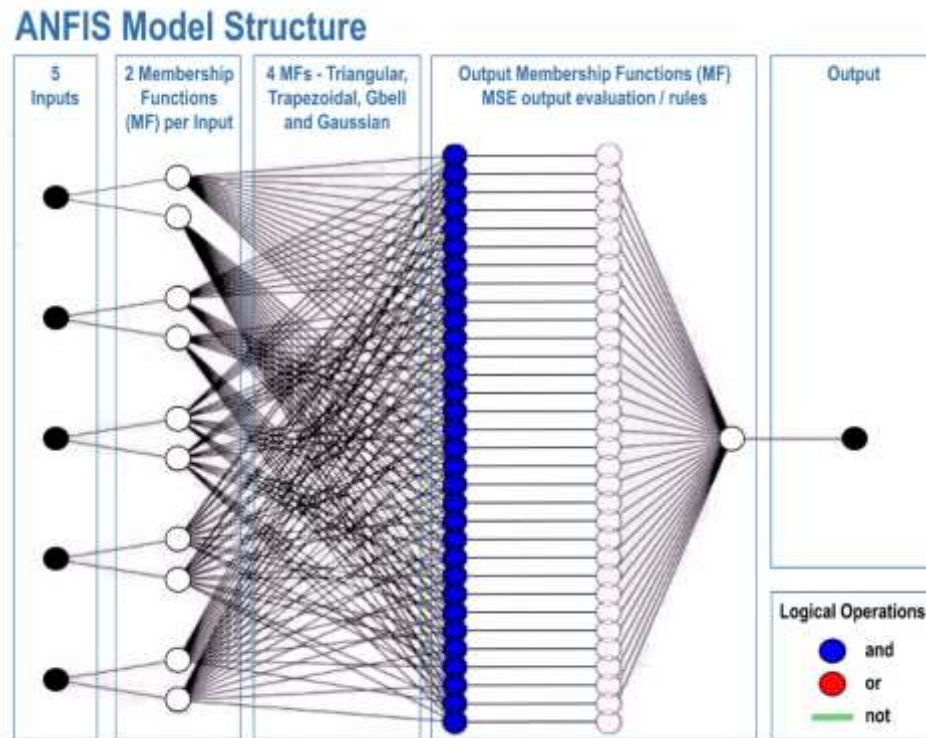 ANFIS Model Structure
5
Inputs
2 Membership
Functions
(MF) per Input
4 MFs - Triangular,
Trapezoidal, Gbell
and Gaussian
Output Membership Functions (MF)
MSE output evaluation / rules
Output
Logical Operations
and
or
not